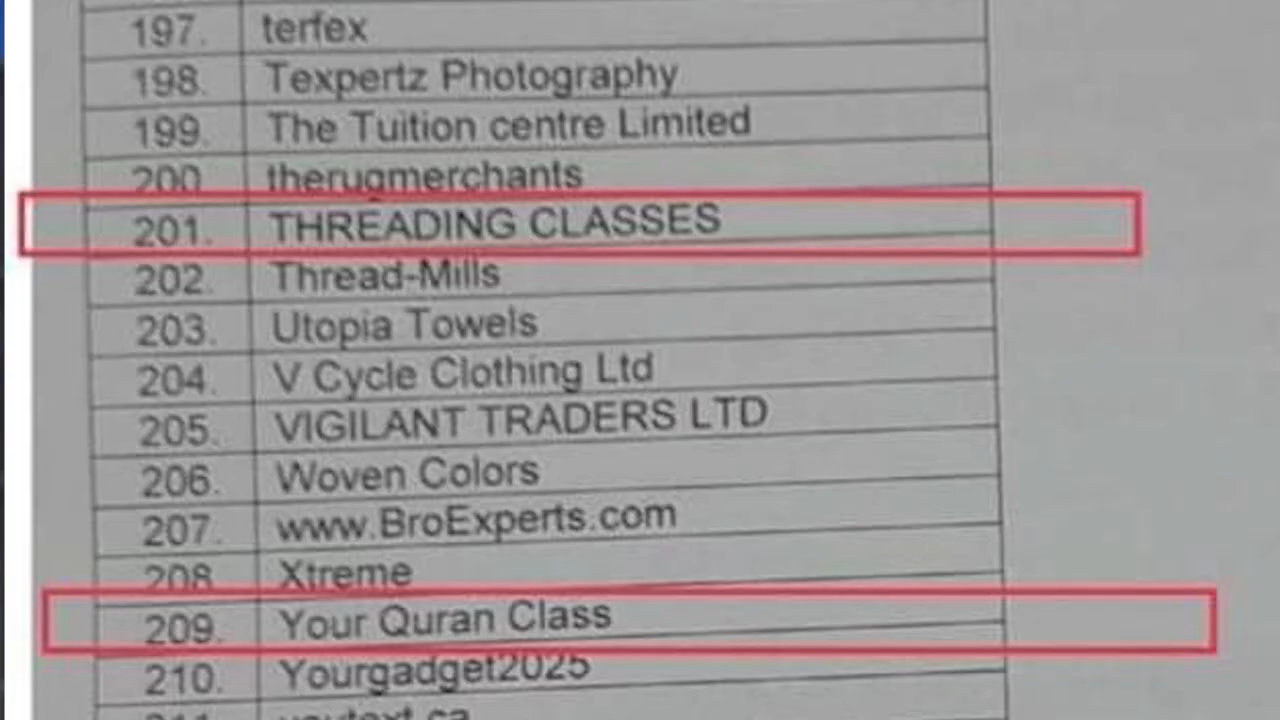 197. terfex
198. Texpertz Photography
199. The Tuition centre Limited
200. therugmerchants
201. THREADING CLASSES
202. Thread-Mills
203. Utopia Towels
204. V Cycle Clothing Ltd
205. VIGILANT TRADERS LTD
206. Woven Colors
207. www.BroExperts.com
208. Xtreme
209. Your Quran Class
210. Yourgadget2025